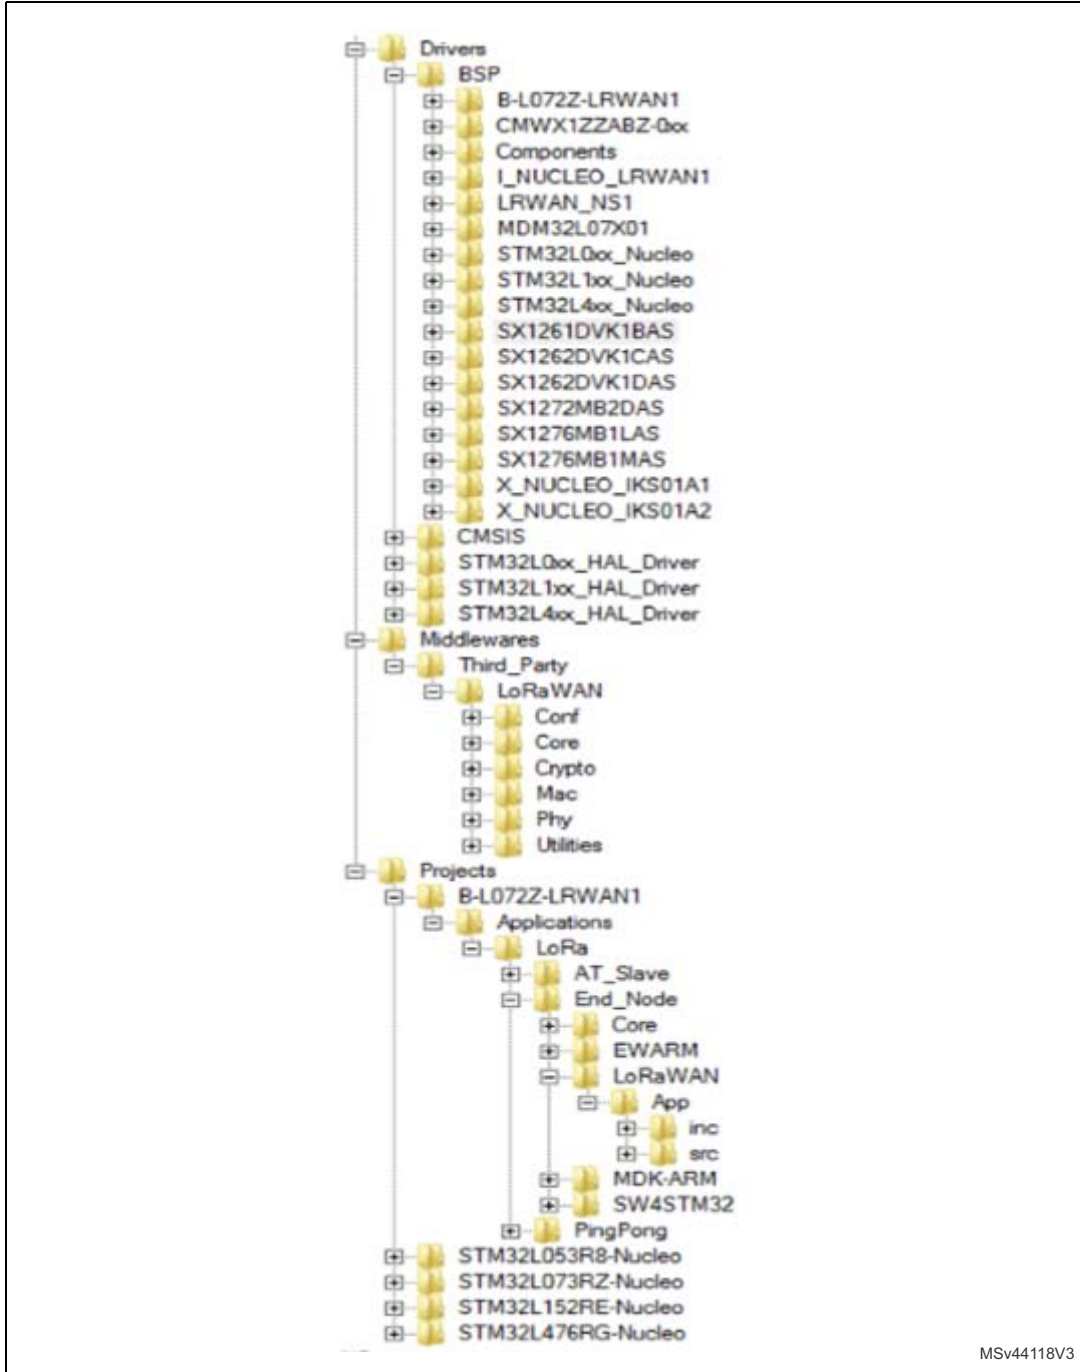 Drivers
BSP
B-L072Z-LRWAN1
CMWX1ZZABZ-0xx
Components
I_NUCLEO_LRWAN1
LRWAN_NS1
MDM32L07X01
STM32L0xx_Nucleo
STM32L1xx_Nucleo
STM32L4xx_Nucleo
SX1261DVK1BAS
SX1262DVK1CAS
SX1262DVK1DAS
SX1272MB2DAS
SX1276MB1LAS
SX1276MB1MAS
X_NUCLEO_IKS01A1
X_NUCLEO_IKS01A2
CMSIS
STM32L0xx_HAL_Driver
STM32L1xx_HAL_Driver
STM32L4xx_HAL_Driver
Middlewares
Third_Party
LoRaWAN
Conf
Core
Crypto
Mac
Phy
Utilities
Projects
B-L072Z-LRWAN1
Applications
LoRa
AT_Slave
End_Node
Core
EWARM
LoRaWAN
App
inc
src
MDK-ARM
SW4STM32
PingPong
STM32L053R8-Nucleo
STM32L073RZ-Nucleo
STM32L152RE-Nucleo
STM32L476RG-Nucleo
MSv44118V3